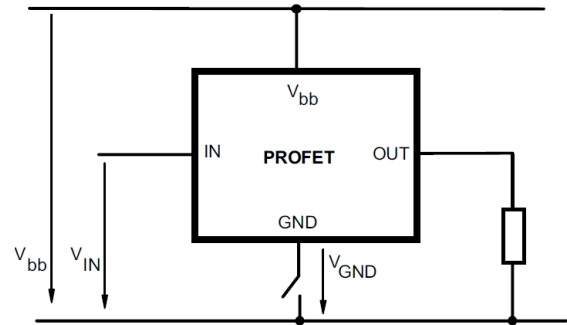 Vbb
IN
PROFET
OUT
GND
Vbb
VIN
VGND